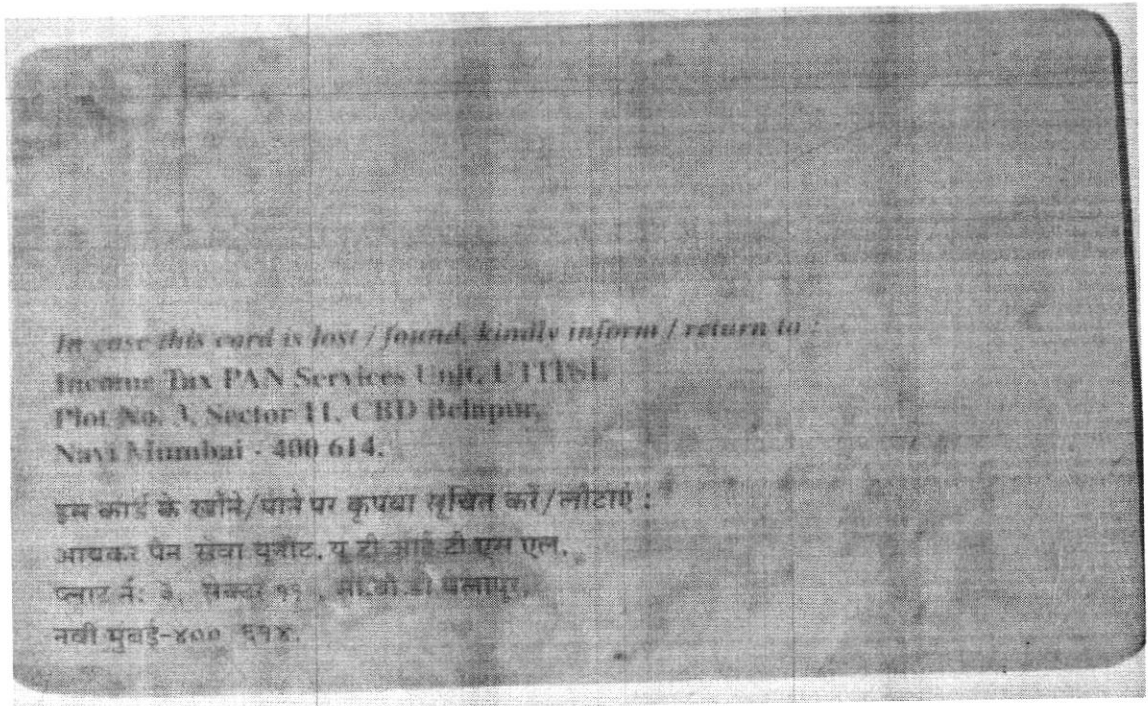 In case this card is lost / found, kindly inform / return to :
Income Tax PAN Services Unit, UTITSL
Plot No. 3, Sector 11, CBD Belapur,
Navi Mumbai - 400 614.
इस कार्ड के खोने/पाने पर कृपया सूचित करें/लौटाएं :
आयकर पैन सेवा यूनीट, यू टी आई टी एस एल,
प्लाट नं: ३, सेक्टर ११ , सी.बी.डी बेलापूर,
नवी मुंबई-४०० ६१४.